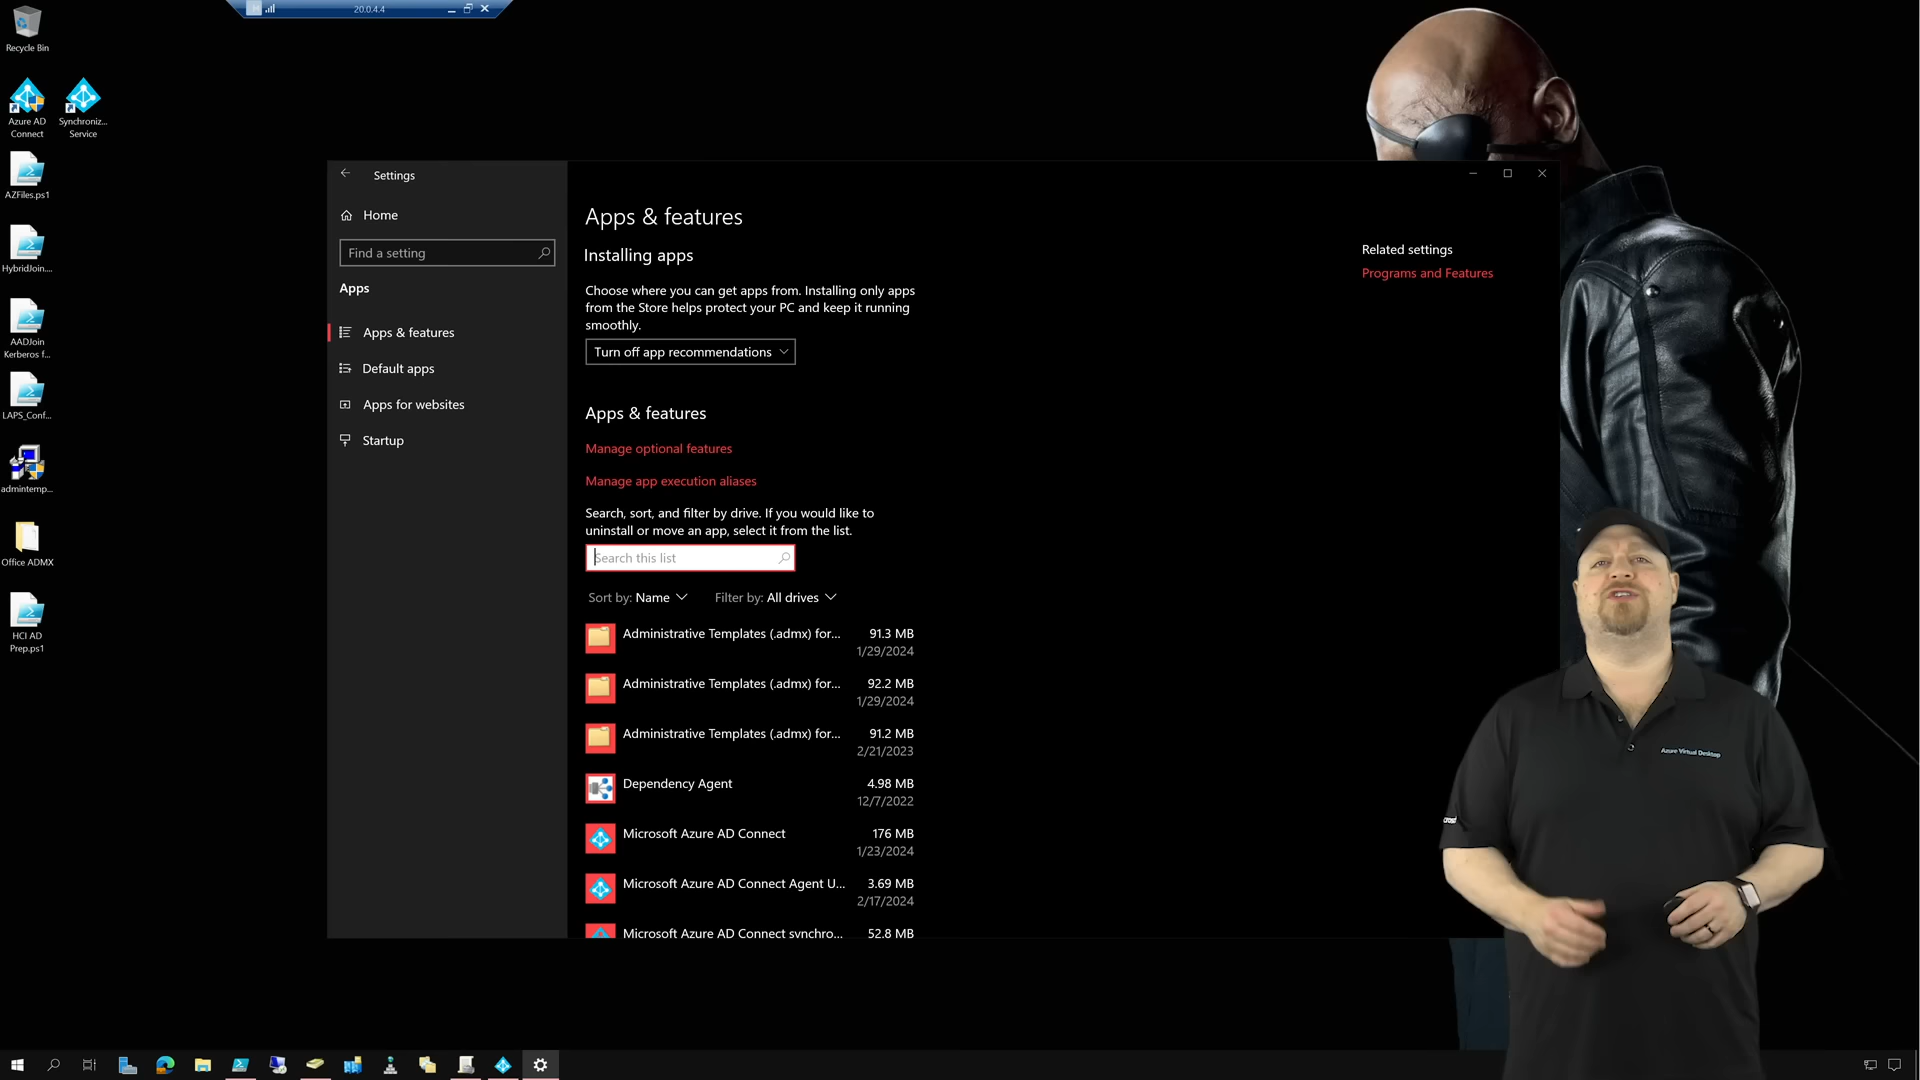 20.0.4.4
Recycle Bin
Azure AD
Connect
Synchroniz...
Service
AZFiles.ps1
HybridJoin....
AADJoin
Kerberos f...
LAPS_Conf...
admintemp...
Office ADMX
HCI AD
Prep.ps1
Settings
Home
Find a setting
Apps
Apps & features
Default apps
Apps for websites
Startup
Apps & features
Installing apps
Choose where you can get apps from. Installing only apps
from the Store helps protect your PC and keep it running
smoothly.
Turn off app recommendations
Apps & features
Manage optional features
Manage app execution aliases
Search, sort, and filter by drive. If you would like to
uninstall or move an app, select it from the list.
Search this list
Sort by: Name Filter by: All drives
Administrative Templates (.admx) for... 91.3 MB
1/29/2024
Administrative Templates (.admx) for... 92.2 MB
1/29/2024
Administrative Templates (.admx) for... 91.2 MB
2/21/2023
Dependency Agent 4.98 MB
12/7/2022
Microsoft Azure AD Connect 176 MB
1/23/2024
Microsoft Azure AD Connect Agent U... 3.69 MB
2/17/2024
Microsoft Azure AD Connect synchro... 52.8 MB
Related settings
Programs and Features
Azure Virtual Desktop